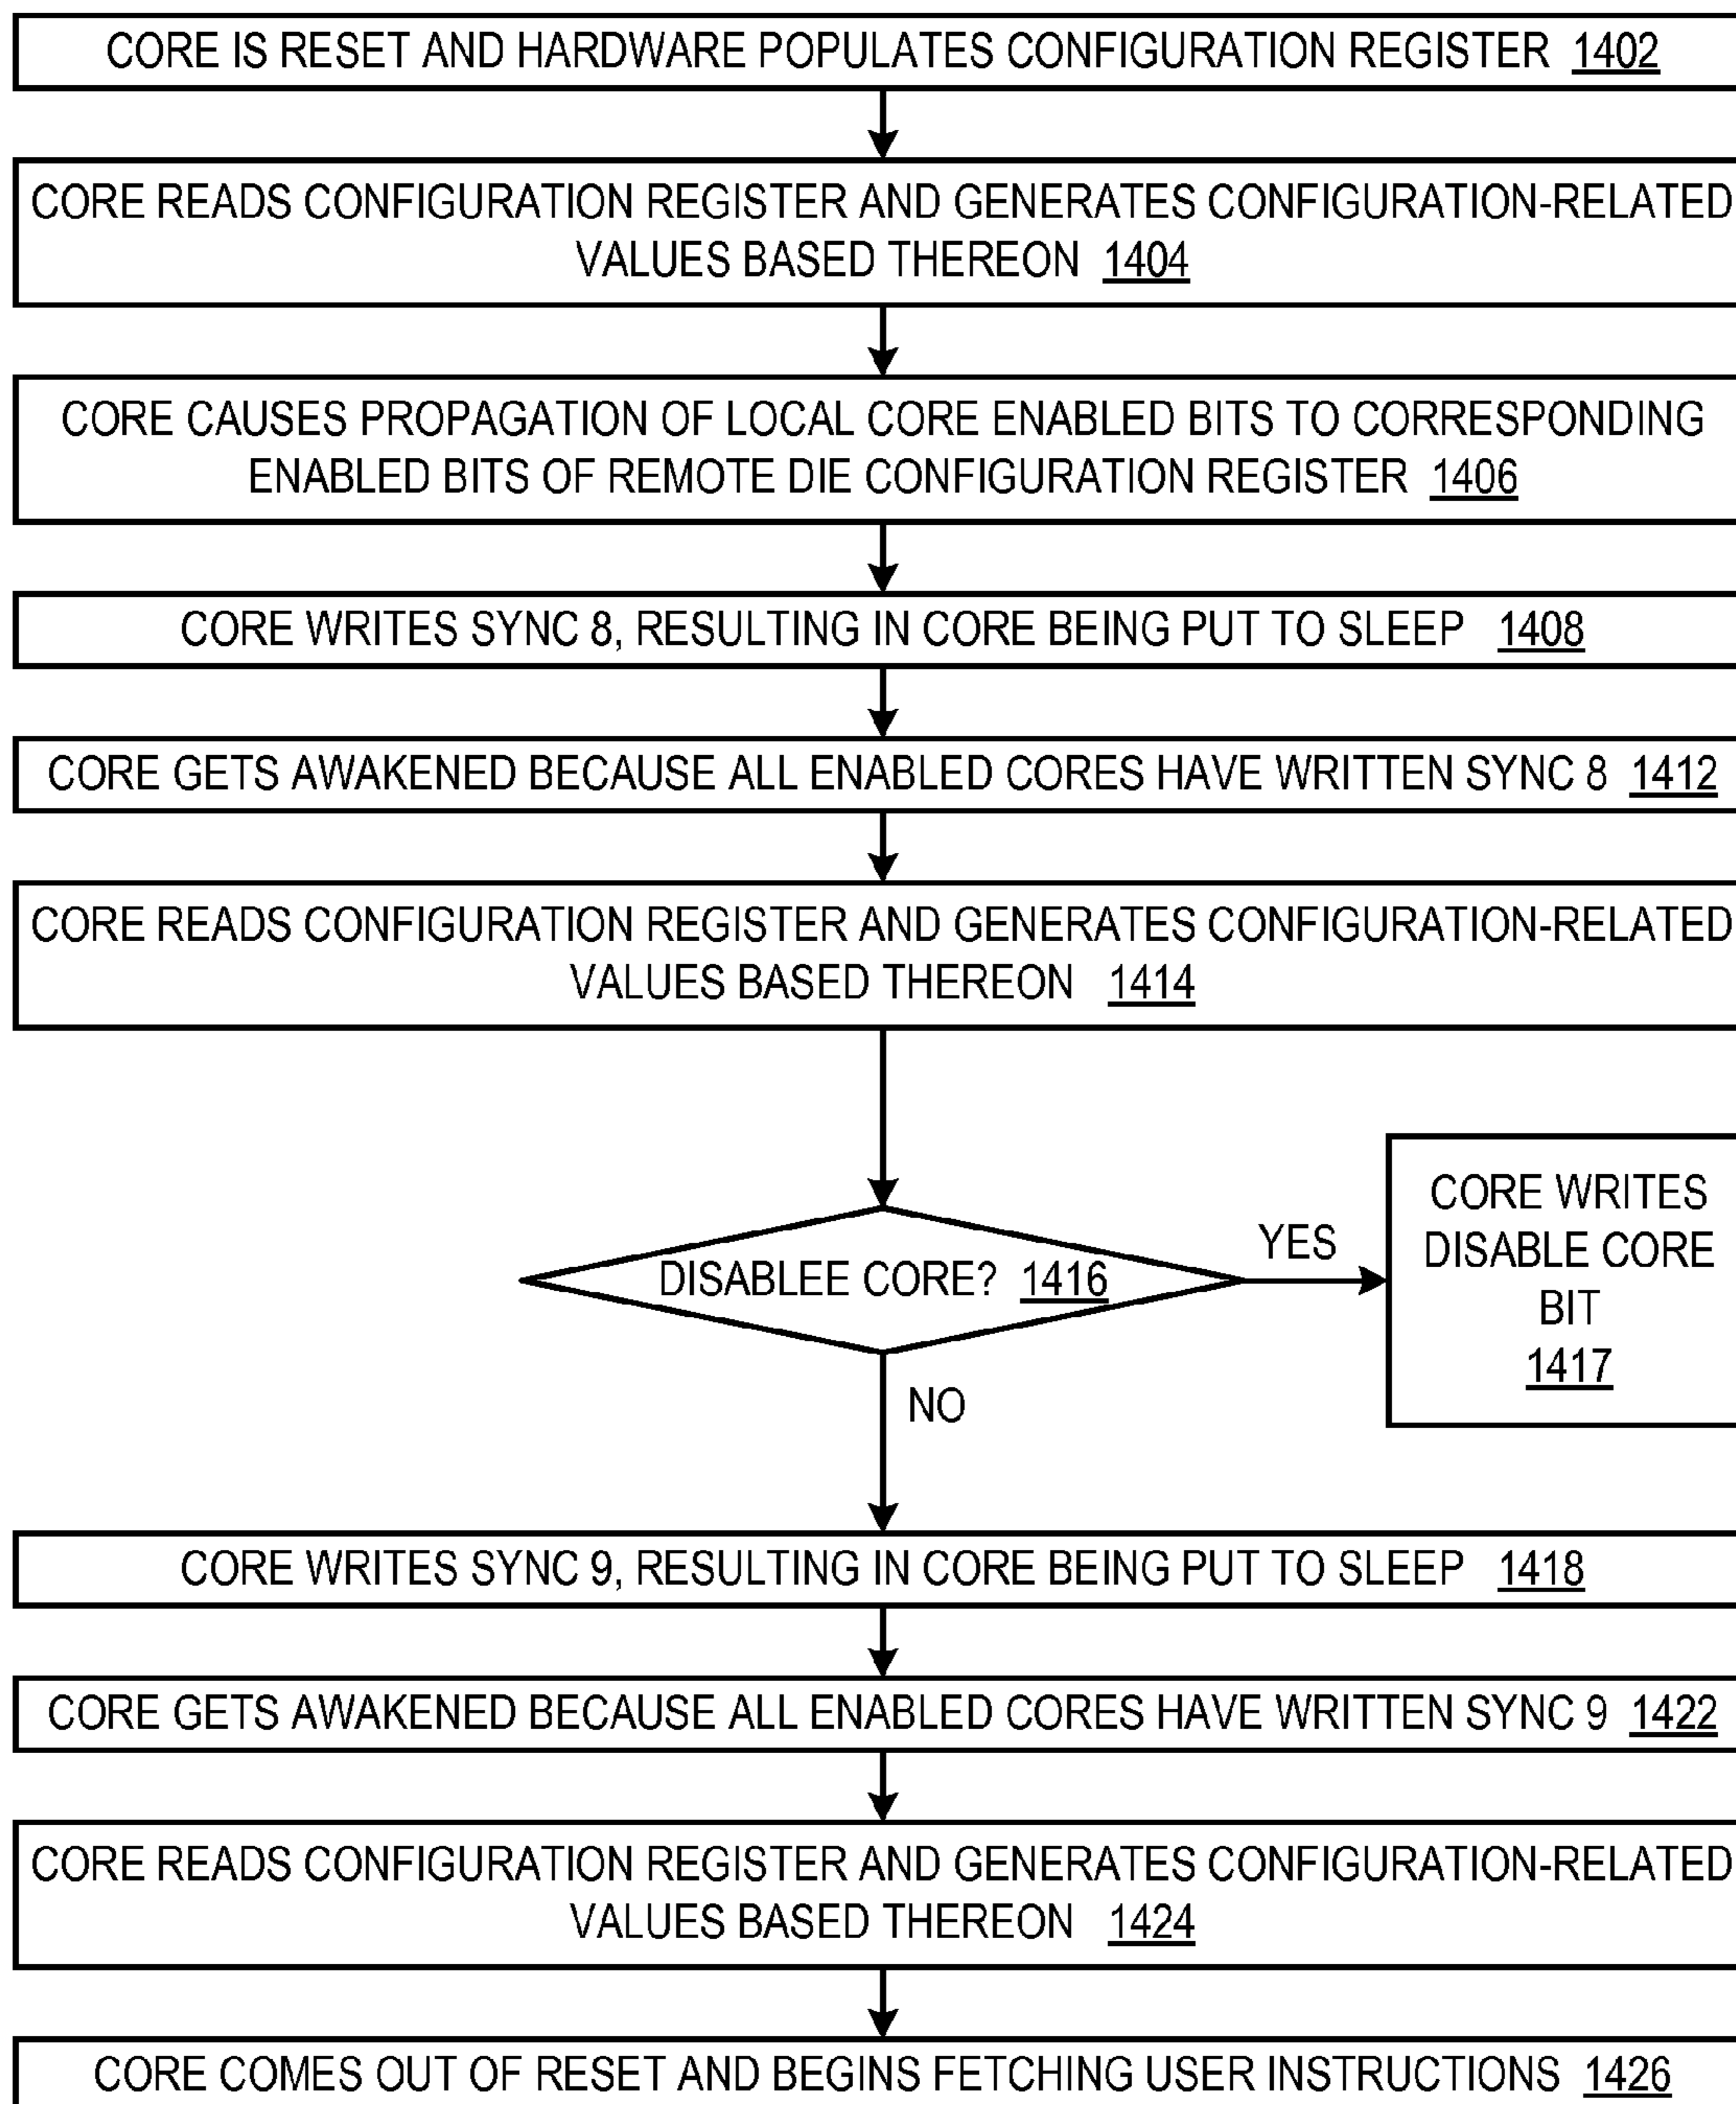 CORE IS RESET AND HARDWARE POPULATES CONFIGURATION REGISTER 1402
CORE READS CONFIGURATION REGISTER AND GENERATES CONFIGURATION-RELATED
VALUES BASED THEREON 1404
CORE CAUSES PROPAGATION OF LOCAL CORE ENABLED BITS TO CORRESPONDING
ENABLED BITS OF REMOTE DIE CONFIGURATION REGISTER 1406
CORE WRITES SYNC 8, RESULTING IN CORE BEING PUT TO SLEEP 1408
CORE GETS AWAKENED BECAUSE ALL ENABLED CORES HAVE WRITTEN SYNC 8 1412
CORE READS CONFIGURATION REGISTER AND GENERATES CONFIGURATION-RELATED
VALUES BASED THEREON 1414
DISABLEE CORE? 1416
YES
CORE WRITES
DISABLE CORE
BIT
1417
NO
CORE WRITES SYNC 9, RESULTING IN CORE BEING PUT TO SLEEP 1418
CORE GETS AWAKENED BECAUSE ALL ENABLED CORES HAVE WRITTEN SYNC 9 1422
CORE READS CONFIGURATION REGISTER AND GENERATES CONFIGURATION-RELATED
VALUES BASED THEREON 1424
CORE COMES OUT OF RESET AND BEGINS FETCHING USER INSTRUCTIONS 1426